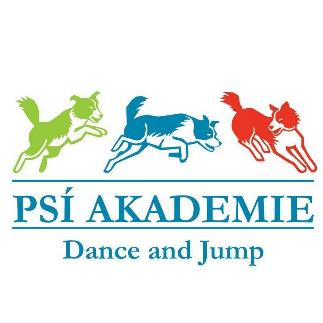 PSÍ AKADEMIE
Dance and Jump